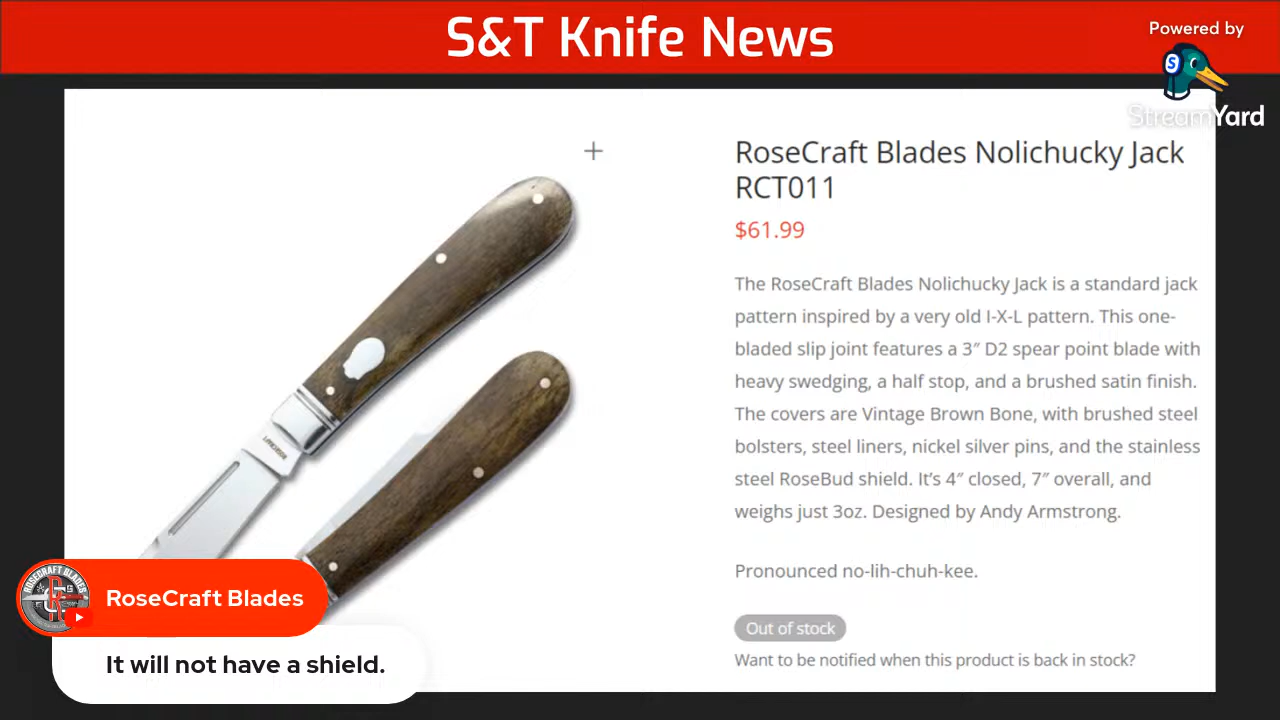 S&T Knife News
Powered by
StreamYard
RoseCraft Blades Nolichucky Jack
RCT011
$61.99
The RoseCraft Blades Nolichucky Jack is a standard jack
pattern inspired by a very old I-X-L pattern. This one-
bladed slip joint features a 3″ D2 spear point blade with
heavy swedging, a half stop, and a brushed satin finish.
The covers are Vintage Brown Bone, with brushed steel
bolsters, steel liners, nickel silver pins, and the stainless
steel RoseBud shield. It’s 4″ closed, 7″ overall, and
weighs just 3oz. Designed by Andy Armstrong.
Pronounced no-lih-chuh-kee.
Out of stock
Want to be notified when this product is back in stock?
ROSECRAFT BLADES
RoseCraft Blades
It will not have a shield.